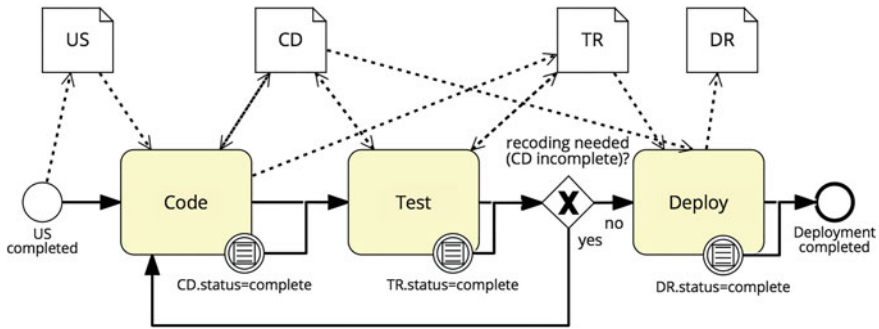 US
CD
TR
DR
recoding needed
(CD incomplete)?
Code
Test
X
Deploy
no
yes
US
completed
Deployment
completed
CD.status=complete
TR.status=complete
DR.status=complete